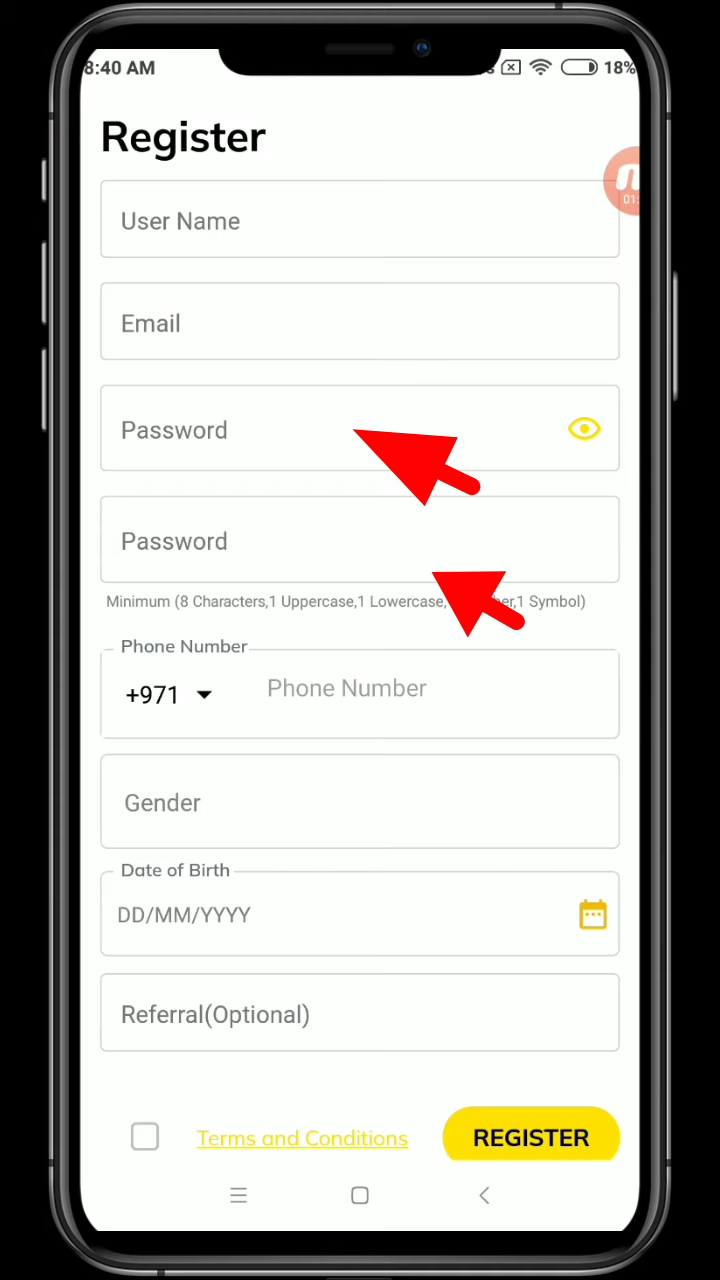 8:40 AM
18%
Register
01:
User Name
Email
Password
Password
Minimum (8 Characters,1 Uppercase,1 Lowercase, 1 Symbol)
Phone Number
+971
Phone Number
Gender
Date of Birth
DD/MM/YYYY
Referral(Optional)
Terms and Conditions
REGISTER